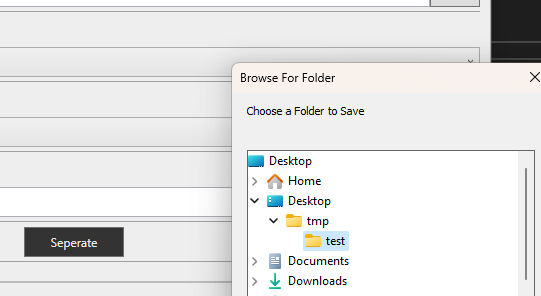 Browse For Folder
Choose a Folder to Save
Desktop
Home
Desktop
tmp
test
Seperate
Documents
Downloads